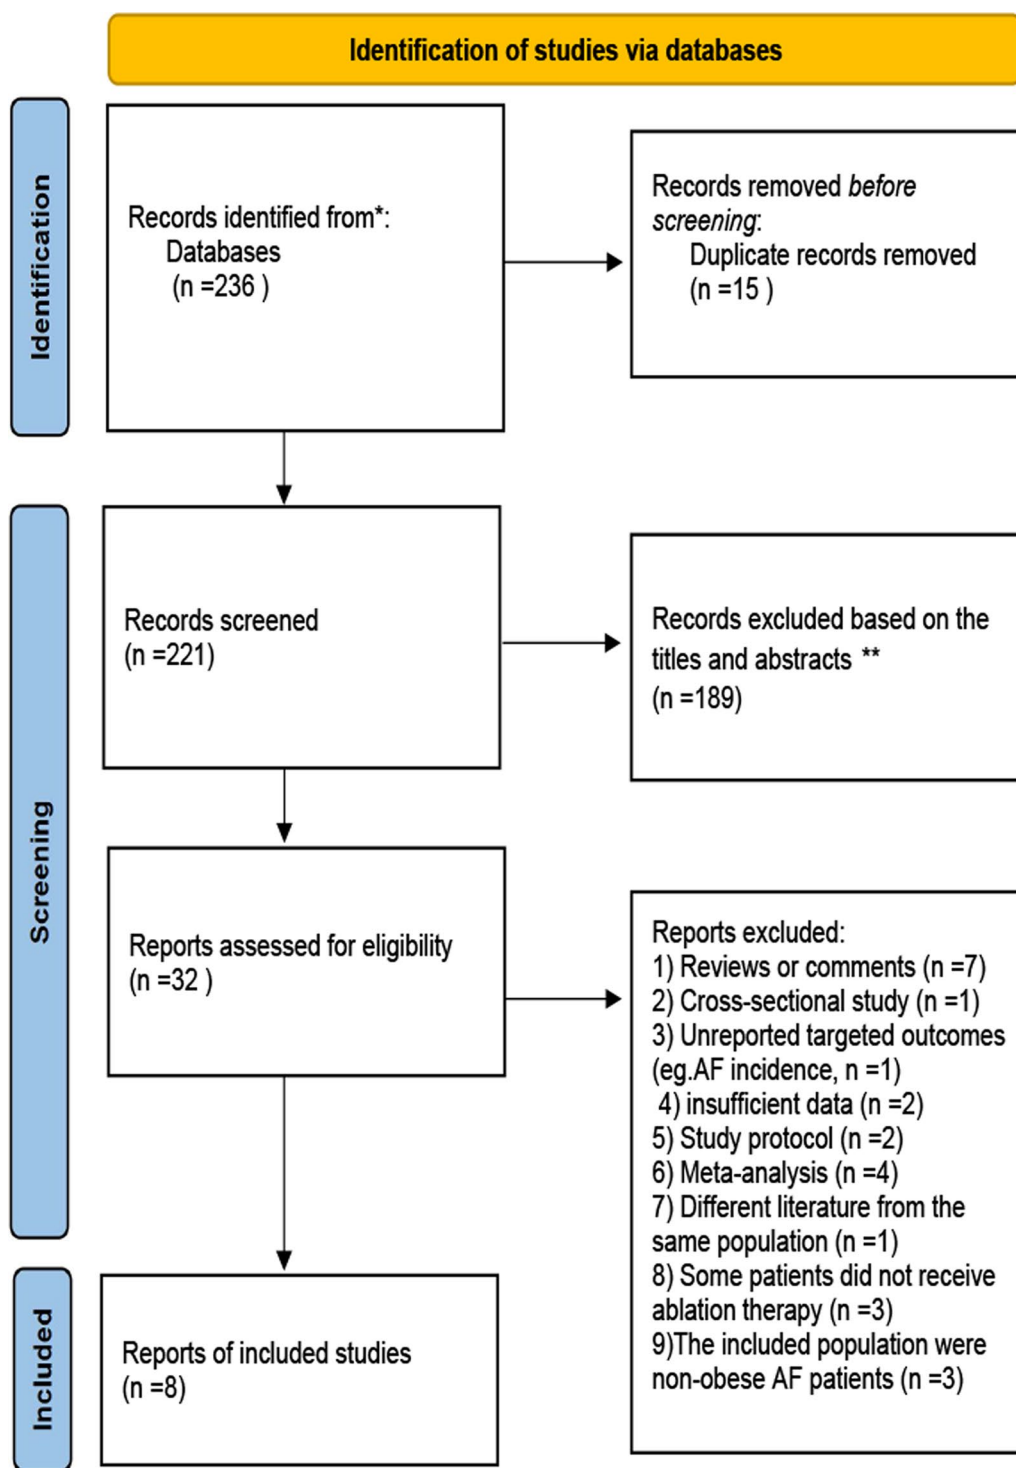 Identification of studies via databases
Identification
Records identified from*:
Databases
(n =236 )
Records removed before
screening:
Duplicate records removed
(n =15 )
Screening
Records screened
(n =221)
Records excluded based on the
titles and abstracts **
(n =189)
Reports assessed for eligibility
(n =32 )
Reports excluded:
1) Reviews or comments (n =7)
2) Cross-sectional study (n =1)
3) Unreported targeted outcomes
(eg.AF incidence, n =1)
4) insufficient data (n =2)
5) Study protocol (n =2)
6) Meta-analysis (n =4)
7) Different literature from the
same population (n =1)
8) Some patients did not receive
ablation therapy (n =3)
9)The included population were
non-obese AF patients (n =3)
Included
Reports of included studies
(n =8)